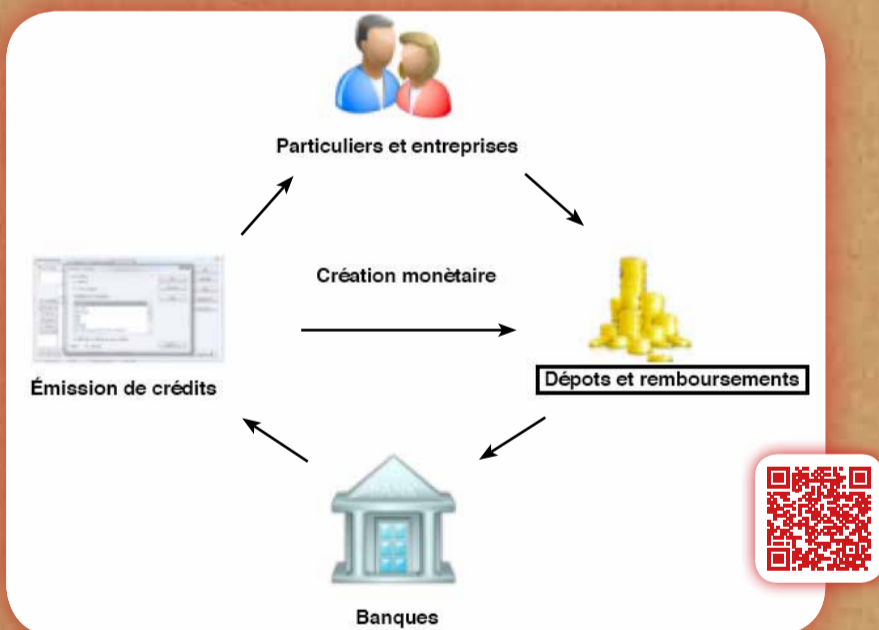 Particuliers et entreprises
Création monètaire
Émission de crédits
Dépots et remboursements
Banques